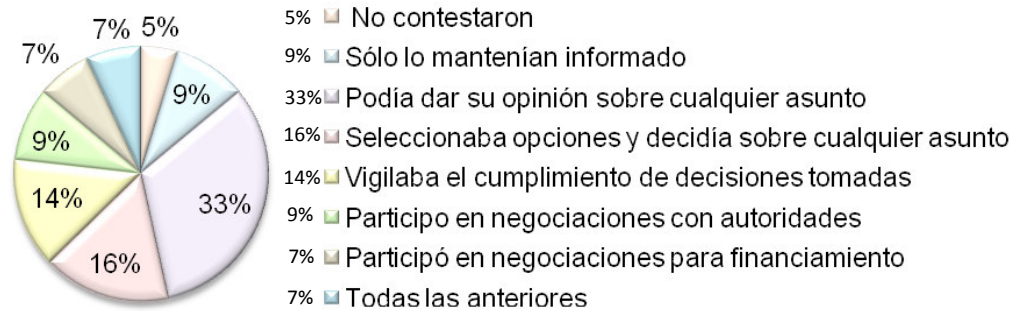 7% 5%
7%
9%
9%
14%
33%
16%
5% No contestaron
9% Sólo lo mantenían informado
33% Podía dar su opinión sobre cualquier asunto
16% Seleccionaba opciones y decidía sobre cualquier asunto
14% Vigilaba el cumplimiento de decisiones tomadas
9% Participo en negociaciones con autoridades
7% Participó en negociaciones para financiamiento
7% Todas las anteriores